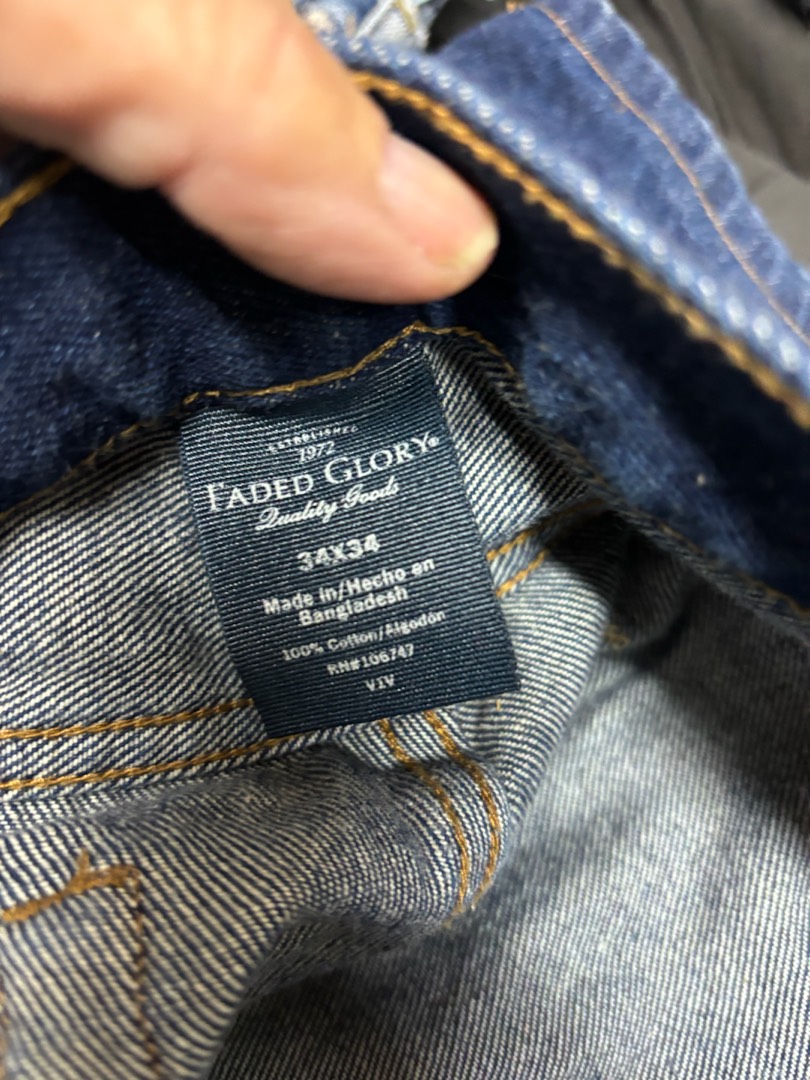 ESTABLISHED
1972
FADED GLORY®
Quality Goods
34X34
Made in/Hecho en
Bangladesh
100% Cotton/Algodon
RN#106747
VIV